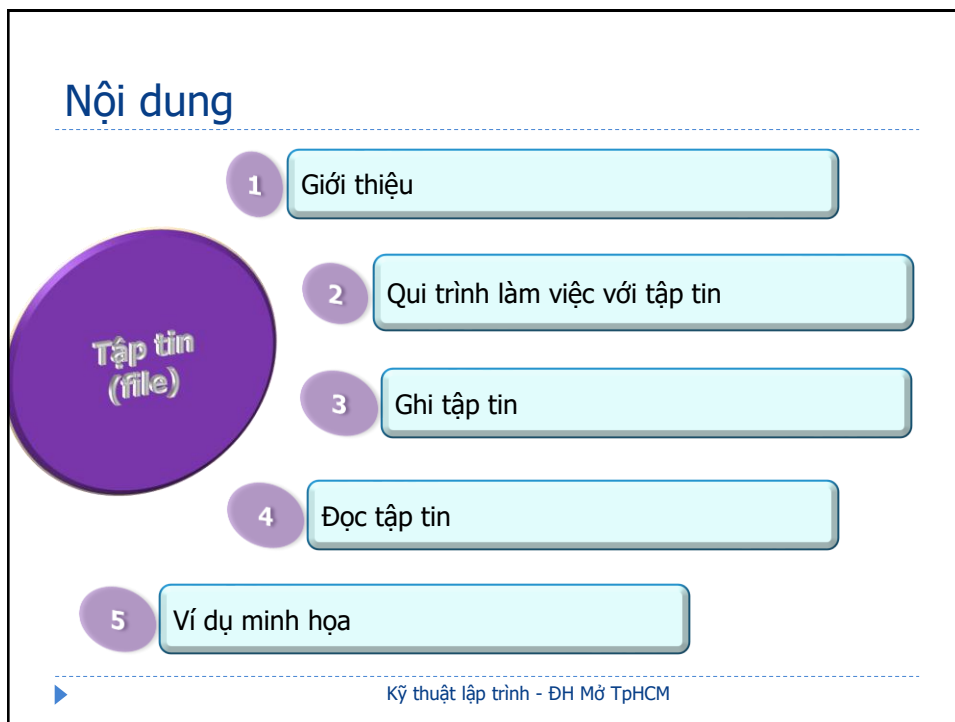 Nội dung
1
Giới thiệu
2
Qui trình làm việc với tập tin
Tập tin
(file)
3
Ghi tập tin
4
Đọc tập tin
5
Ví dụ minh họa
Kỹ thuật lập trình - ĐH Mở TpHCM